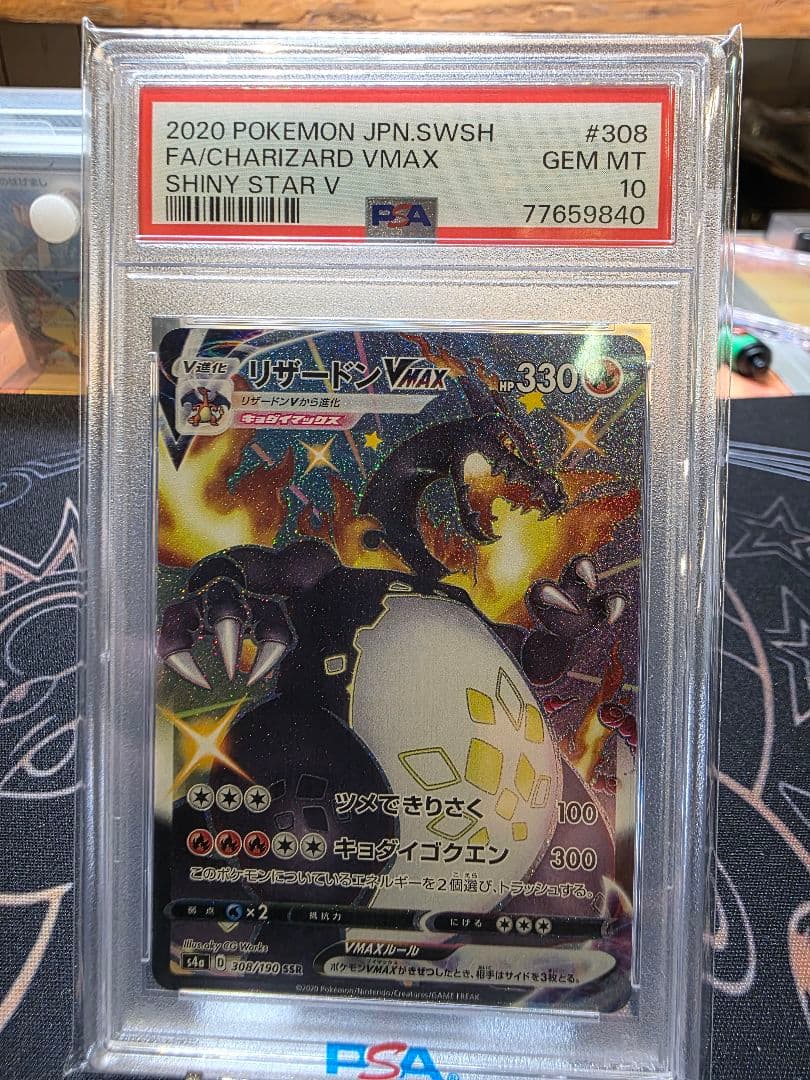 2020 POKEMON JPN.SWSH #308
FA/CHARIZARD VMAX GEM MT
SHINY STAR V 10
PSA 77659840
V進化 リザードンVMAX HP 330
リザードンVから進化
キョダイマックス
ツメできりさく 100
キョダイゴクエン 300
このポケモンについているエネルギーを2個選び、トラッシュする。
弱点 ×2 抵抗力 にげる
Illus.aky CG Works VMAXルール
s4a D 308/190 SSR ポケモンVMAXがきぜつしたとき、相手はサイドを3枚とる。
©2020 Pokémon/Nintendo/Creatures/GAME FREAK
PSA